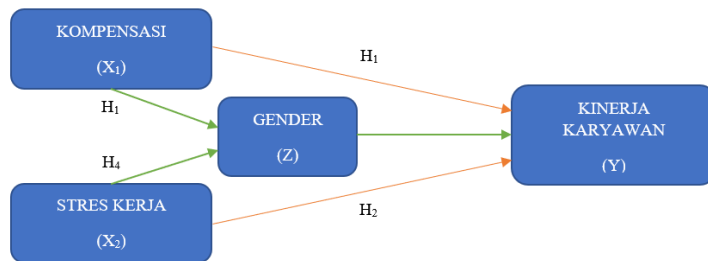 KOMPENSASI
(X₁)
H₁
H₁
GENDER
(Z)
KINERJA
KARYAWAN
(Y)
H₄
STRES KERJA
(X₂)
H₂